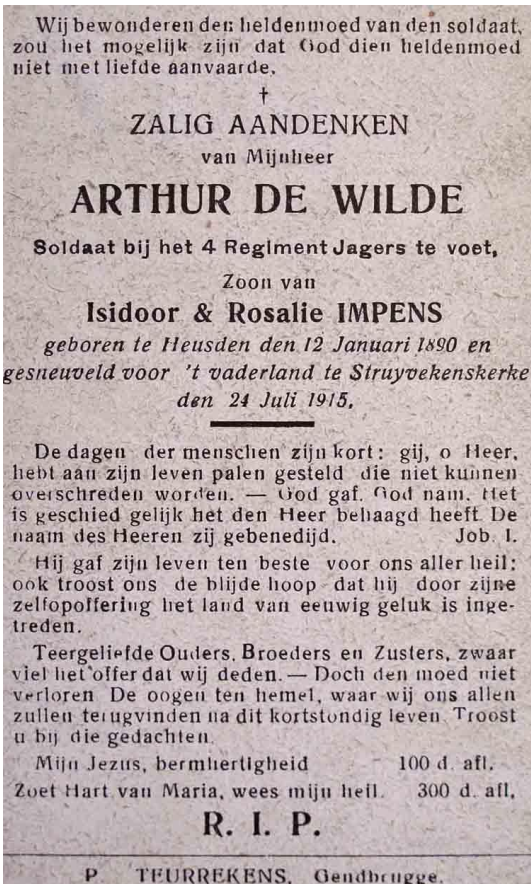 Wij bewonderen den heldenmoed van den soldaat,
zou het mogelijk zijn dat God dien heldenmoed
niet met liefde aanvaarde.
†
ZALIG AANDENKEN
van Mijnheer
ARTHUR DE WILDE
Soldaat bij het 4 Regiment Jagers te voet,
Zoon van
Isidoor & Rosalie IMPENS
geboren te Heusden den 12 Januari 1890 en
gesneuveld voor 't vaderland te Struyvekenskerke
den 24 Juli 1915,
De dagen der menschen zijn kort : gij, o Heer,
hebt aan zijn leven palen gesteld die niet kunnen
overschreden worden. — God gaf. God nam. Het
is geschied gelijk het den Heer behaagd heeft De
naam des Heeren zij gebenedijd. Job. I.
Hij gaf zijn leven ten beste voor ons aller heil :
ook troost ons de blijde hoop dat hij door zijne
zelfopoffering het land van eeuwig geluk is inge-
treden.
Teergeliefde Ouders, Broeders en Zusters, zwaar
viel het offer dat wij deden. — Doch den moed niet
verloren De oogen ten hemel, waar wij ons allen
zullen terugvinden na dit kortstondig leven Troost
u bij die gedachten.
Mijn Jezus, bermhertigheid 100 d. afl.
Zoet Hart van Maria, wees mijn heil. 300 d. afl,
R. I. P.
P. TEURREKENS, Gendbrugge.